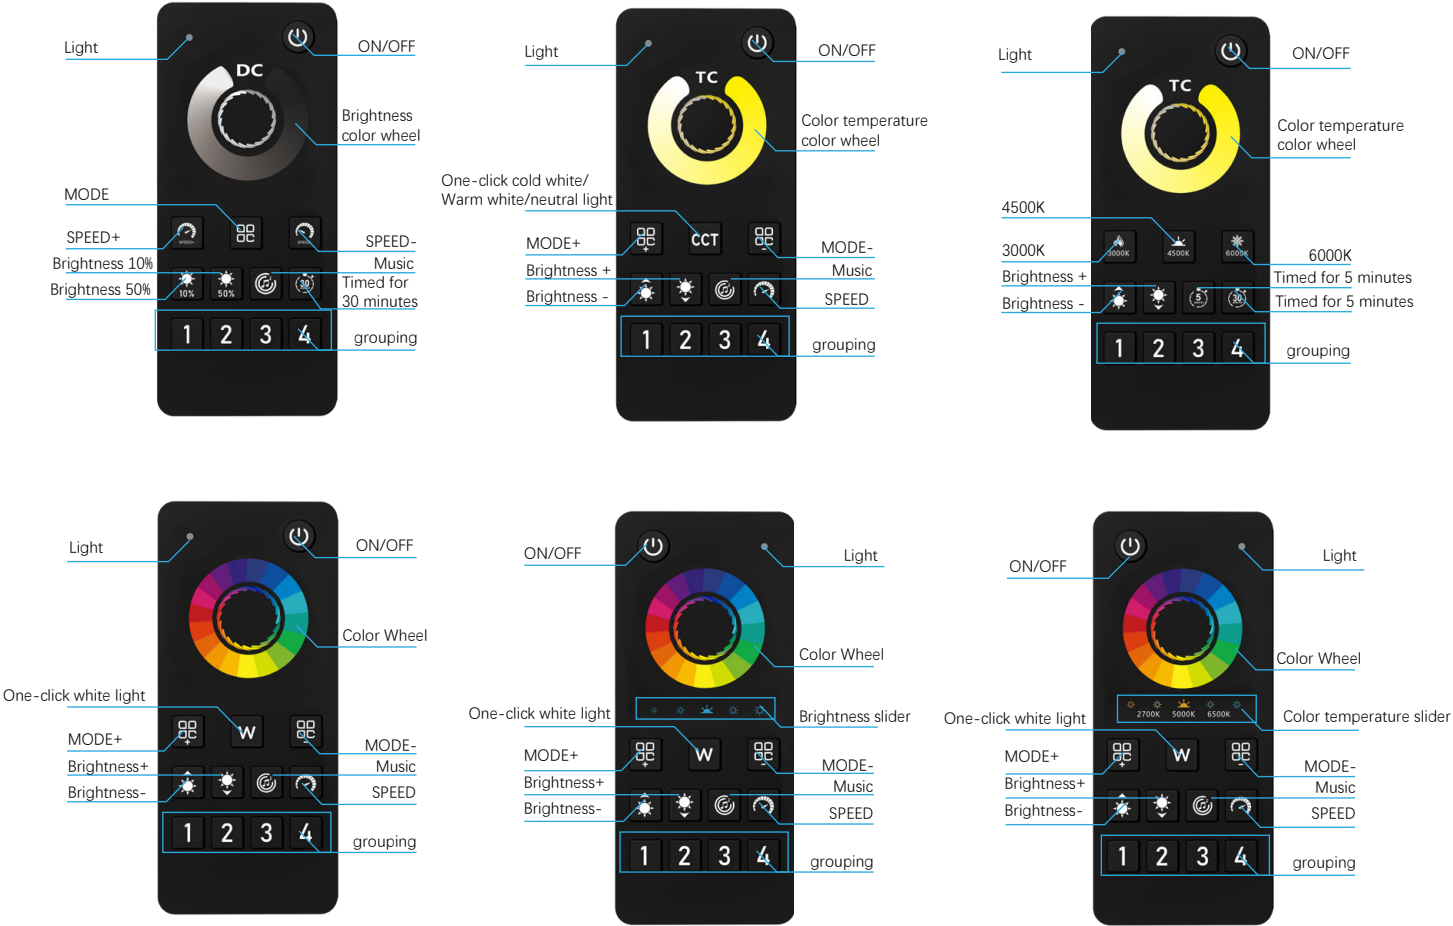 Light
ON/OFF
DC
Brightness
color wheel
MODE
SPEED+
SPEED-
Brightness 10%
Music
Brightness 50%
Timed for
30 minutes
SPEED+
SPEED-
10%
50%
30
1 2 3 4
grouping
Light
ON/OFF
TC
Color temperature
color wheel
One-click cold white/
Warm white/neutral light
CCT
MODE+
MODE-
Brightness +
Music
Brightness -
SPEED
1 2 3 4
grouping
Light
ON/OFF
TC
Color temperature
color wheel
4500K
3000K
3000K
4500K
6000K
6000K
Brightness +
Timed for 5 minutes
Brightness -
Timed for 5 minutes
5
30
1 2 3 4
grouping
Light
ON/OFF
Color Wheel
One-click white light
W
MODE+
MODE-
Brightness+
Music
Brightness-
SPEED
1 2 3 4
grouping
ON/OFF
Light
Color Wheel
One-click white light
Brightness slider
W
MODE+
MODE-
Brightness+
Music
Brightness-
SPEED
1 2 3 4
grouping
ON/OFF
Light
Color Wheel
One-click white light
2700K 5000K 6500K
Color temperature slider
W
MODE+
MODE-
Brightness+
Music
Brightness-
SPEED
1 2 3 4
grouping